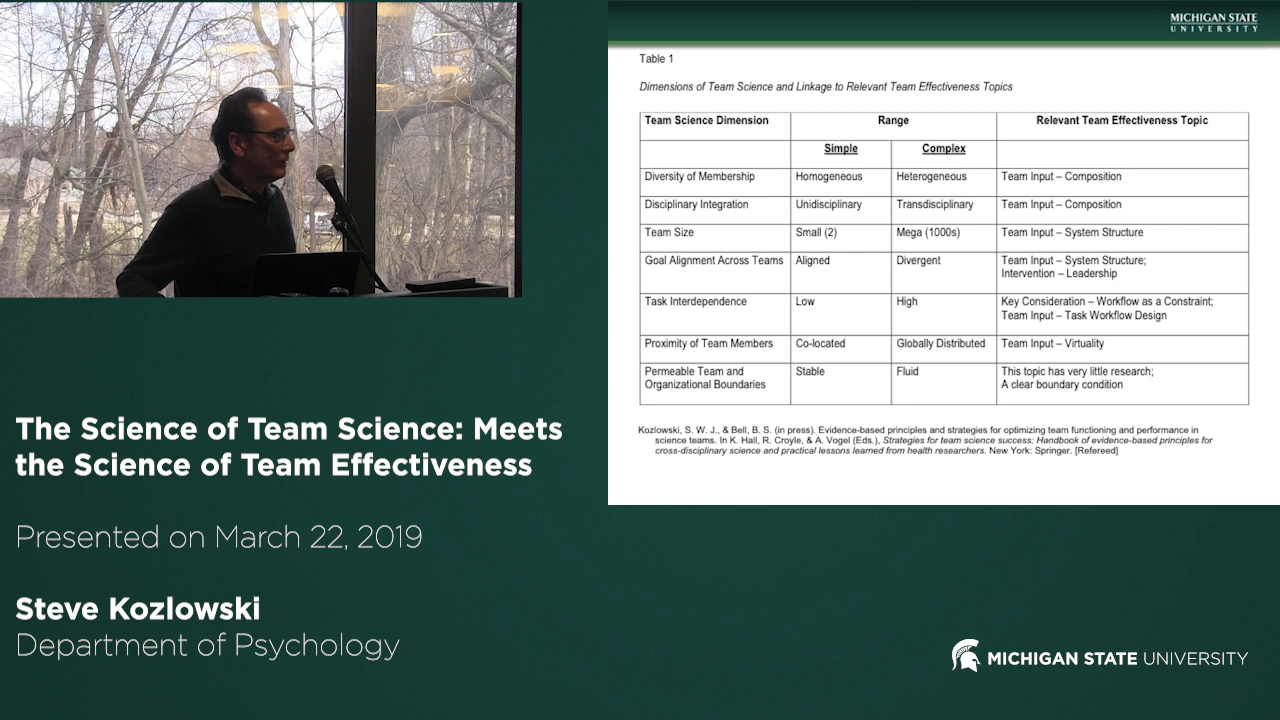 MICHIGAN STATE
UNIVERSITY
Table 1
Dimensions of Team Science and Linkage to Relevant Team Effectiveness Topics
Team Science Dimension Range Relevant Team Effectiveness Topic
Simple Complex
Diversity of Membership Homogeneous Heterogeneous Team Input – Composition
Disciplinary Integration Unidisciplinary Transdisciplinary Team Input – Composition
Team Size Small (2) Mega (1000s) Team Input – System Structure
Goal Alignment Across Teams Aligned Divergent Team Input – System Structure;
Intervention – Leadership
Task Interdependence Low High Key Consideration – Workflow as a Constraint;
Team Input – Task Workflow Design
Proximity of Team Members Co-located Globally Distributed Team Input – Virtuality
Permeable Team and Stable Fluid This topic has very little research;
Organizational Boundaries A clear boundary condition
Kozlowski, S. W. J., & Bell, B. S. (in press). Evidence-based principles and strategies for optimizing team functioning and performance in
science teams. In K. Hall, R. Croyle, & A. Vogel (Eds.), Strategies for team science success: Handbook of evidence-based principles for
cross-disciplinary science and practical lessons learned from health researchers. New York: Springer. [Refereed]
The Science of Team Science: Meets
the Science of Team Effectiveness
Presented on March 22, 2019
Steve Kozlowski
Department of Psychology
MICHIGAN STATE UNIVERSITY